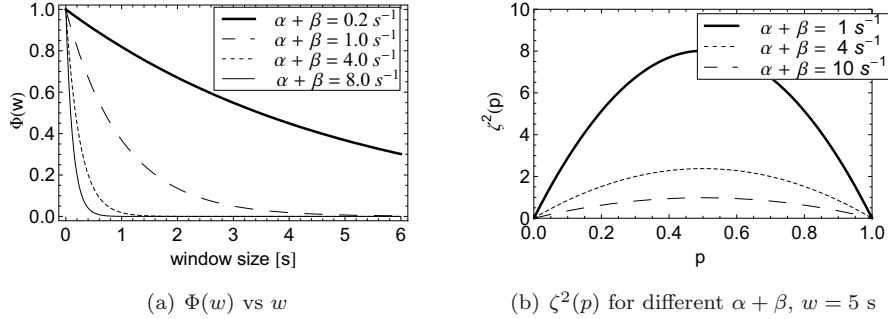 1.0
0.8
0.6
0.4
0.2
0.0
Φ(w)
α + β = 0.2 s⁻¹
α + β = 1.0 s⁻¹
α + β = 4.0 s⁻¹
α + β = 8.0 s⁻¹
0 1 2 3 4 5 6
window size [s]
(a) Φ(w) vs w
10
8
6
4
2
0
ζ²(p)
α + β = 1 s⁻¹
α + β = 4 s⁻¹
α + β = 10 s⁻¹
0.0 0.2 0.4 0.6 0.8 1.0
p
(b) ζ²(p) for different α + β, w = 5 s